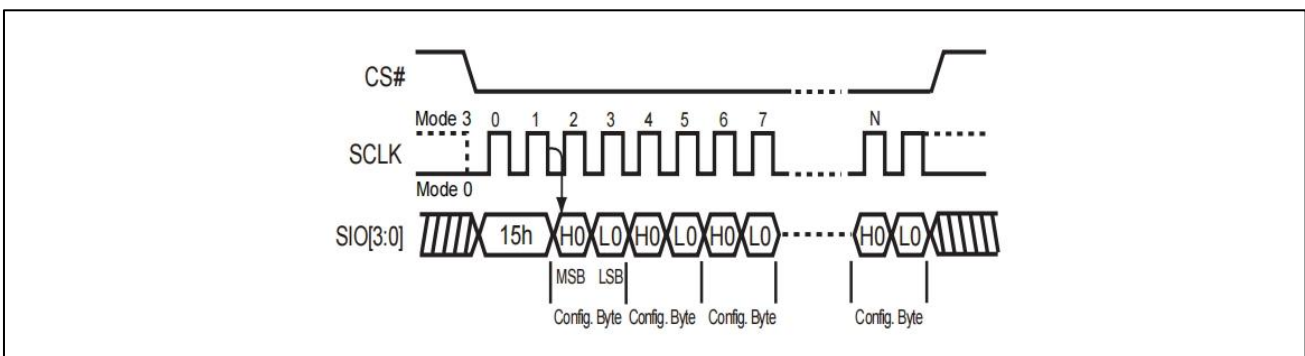 CS#
Mode 3 0 1 2 3 4 5 6 7 N
SCLK
Mode 0
SIO[3:0] 15h H0 L0 H0 L0 H0 L0 H0 L0
MSB LSB
Config. Byte Config. Byte Config. Byte Config. Byte